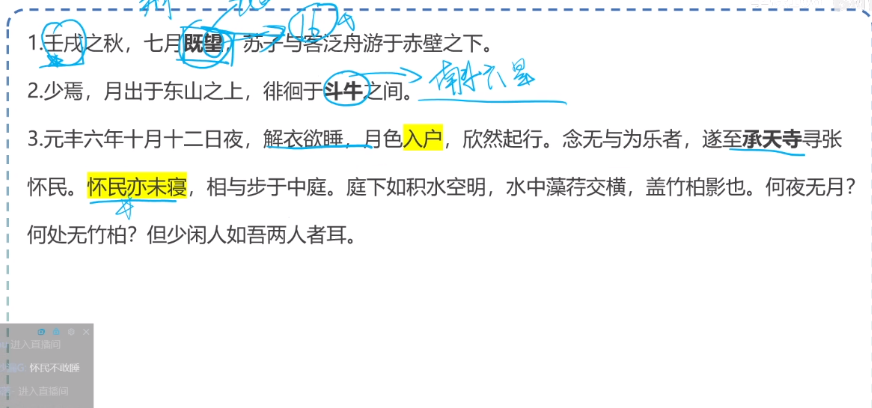 1.壬戌之秋，七月既望，苏子与客泛舟游于赤壁之下。
15
2.少焉，月出于东山之上，徘徊于斗牛之间。
南斗六星
3.元丰六年十月十二日夜，解衣欲睡，月色入户，欣然起行。念无与为乐者，遂至承天寺寻张
怀民。怀民亦未寝，相与步于中庭。庭下如积水空明，水中藻荇交横，盖竹柏影也。何夜无月？
何处无竹柏？但少闲人如吾两人者耳。
进入直播间
怀民不敢睡
进入直播间